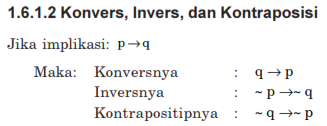 1.6.1.2 Konvers, Invers, dan Kontraposisi
Jika implikasi: p→q
Maka: Konversnya : q → p
Inversnya : ~ p →~ q
Kontrapositipnya : ~ q →~ p